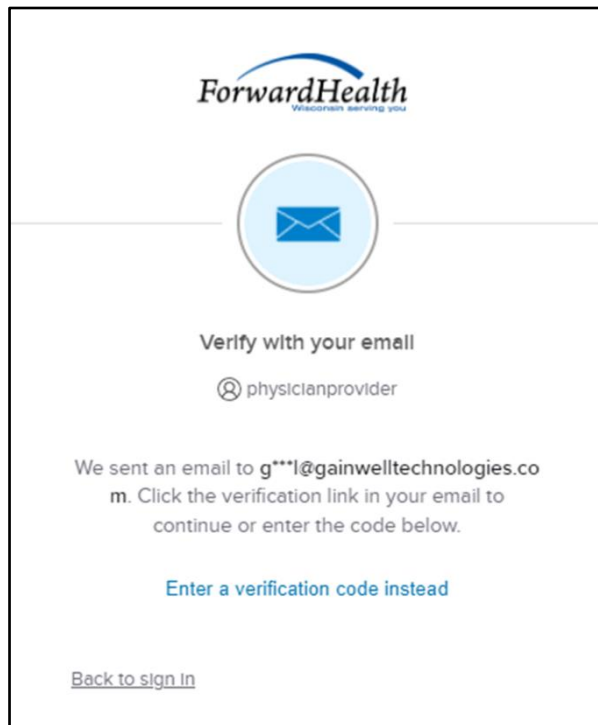 ForwardHealth
Wisconsin serving you
Verify with your email
physicianprovider
We sent an email to g***l@gainwelltechnologies.co
m. Click the verification link in your email to
continue or enter the code below.
Enter a verification code instead
Back to sign in